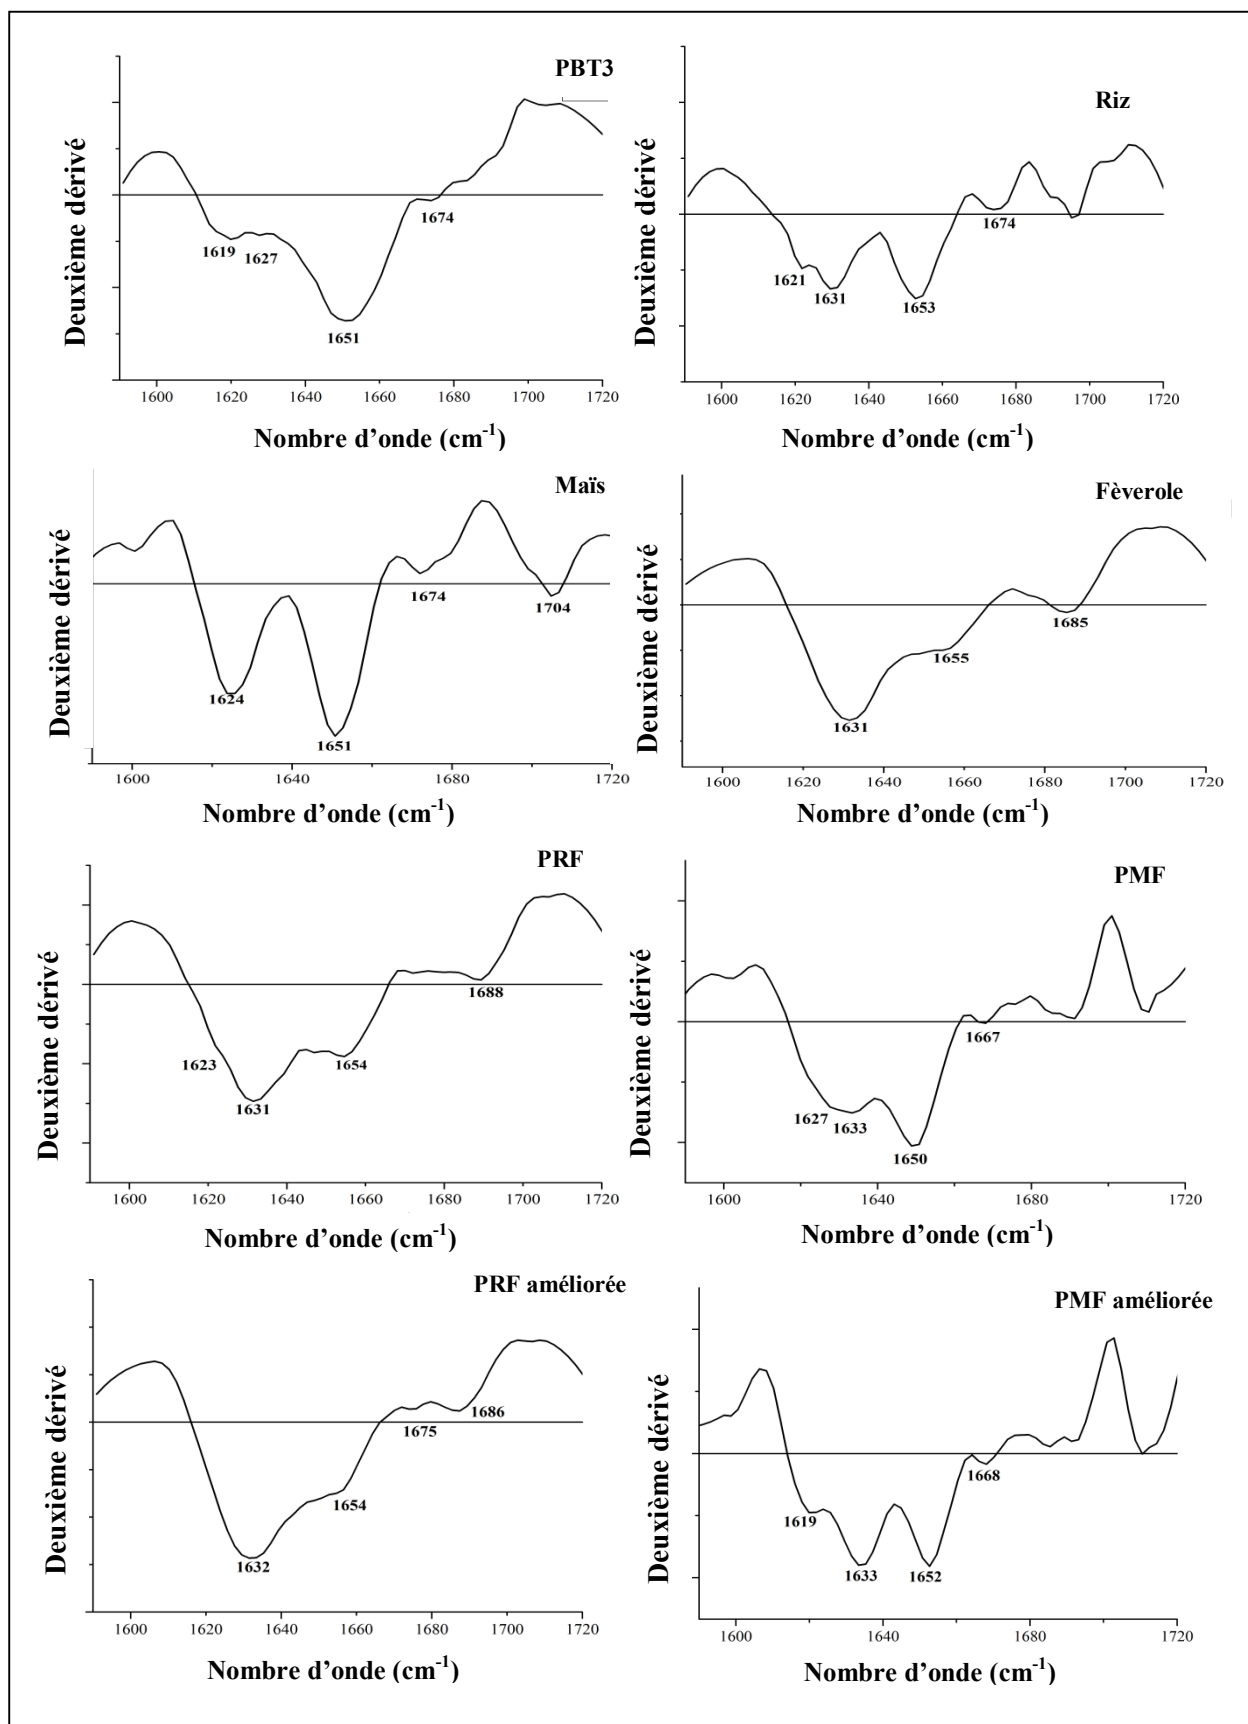 PBT3
Deuxième dérivé
1619
1627
1651
1674
1600 1620 1640 1660 1680 1700 1720
Nombre d'onde (cm-1)
Riz
Deuxième dérivé
1621
1631
1653
1674
1600 1620 1640 1660 1680 1700 1720
Nombre d'onde (cm-1)
Maïs
Deuxième dérivé
1624
1651
1674
1704
1600 1640 1680 1720
Nombre d'onde (cm-1)
Fèverole
Deuxième dérivé
1631
1655
1685
1600 1620 1640 1660 1680 1700 1720
Nombre d'onde (cm-1)
PRF
Deuxième dérivé
1623
1631
1654
1688
1600 1620 1640 1660 1680 1700 1720
Nombre d'onde (cm-1)
PMF
Deuxième dérivé
1627
1633
1650
1667
1600 1640 1680 1720
Nombre d'onde (cm-1)
PRF améliorée
Deuxième dérivé
1632
1654
1675
1686
1600 1620 1640 1660 1680 1700 1720
Nombre d'onde (cm-1)
PMF améliorée
Deuxième dérivé
1619
1633
1652
1668
1600 1640 1680 1720
Nombre d'onde (cm-1)